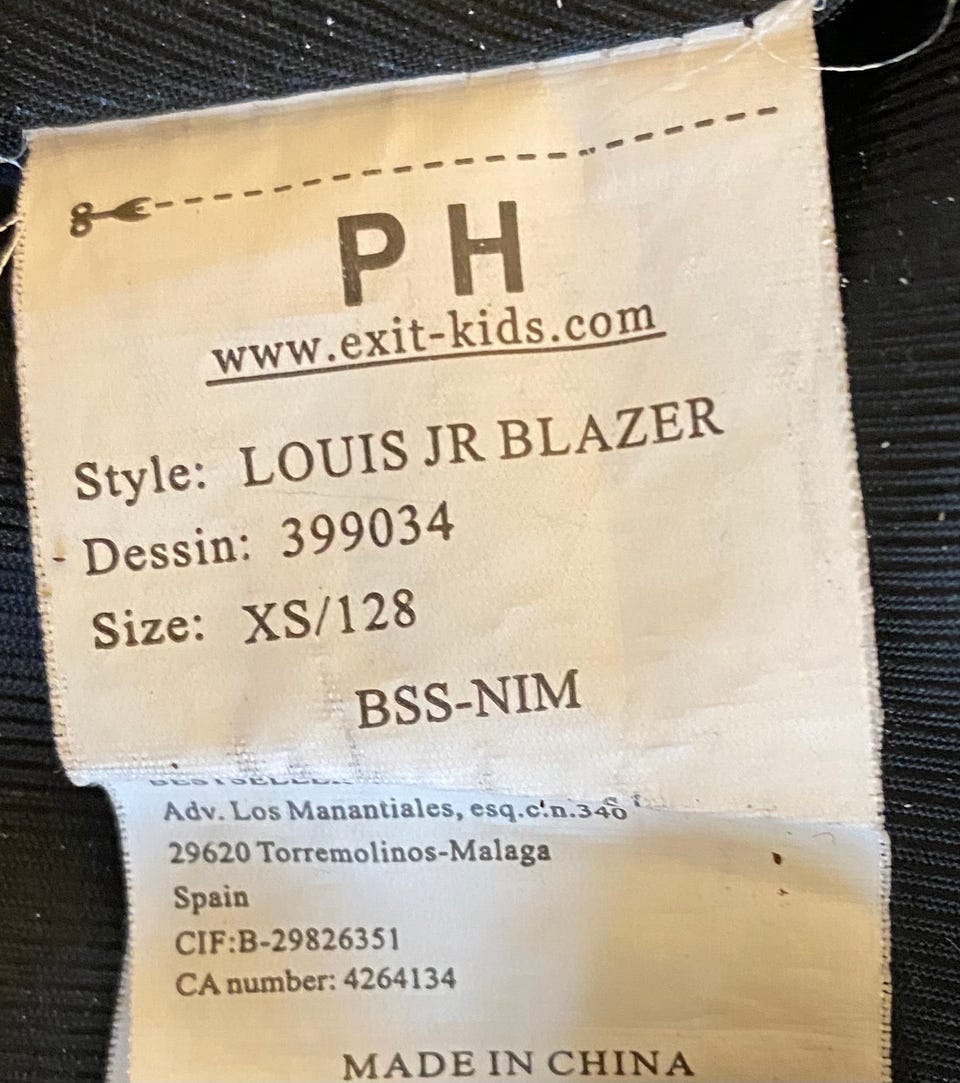 P H
www.exit-kids.com
Style: LOUIS JR BLAZER
Dessin: 399034
Size: XS/128
BSS-NIM
Adv. Los Manantiales, esq.c.n.340
29620 Torremolinos-Malaga
Spain
CIF:B-29826351
CA number: 4264134
MADE IN CHINA